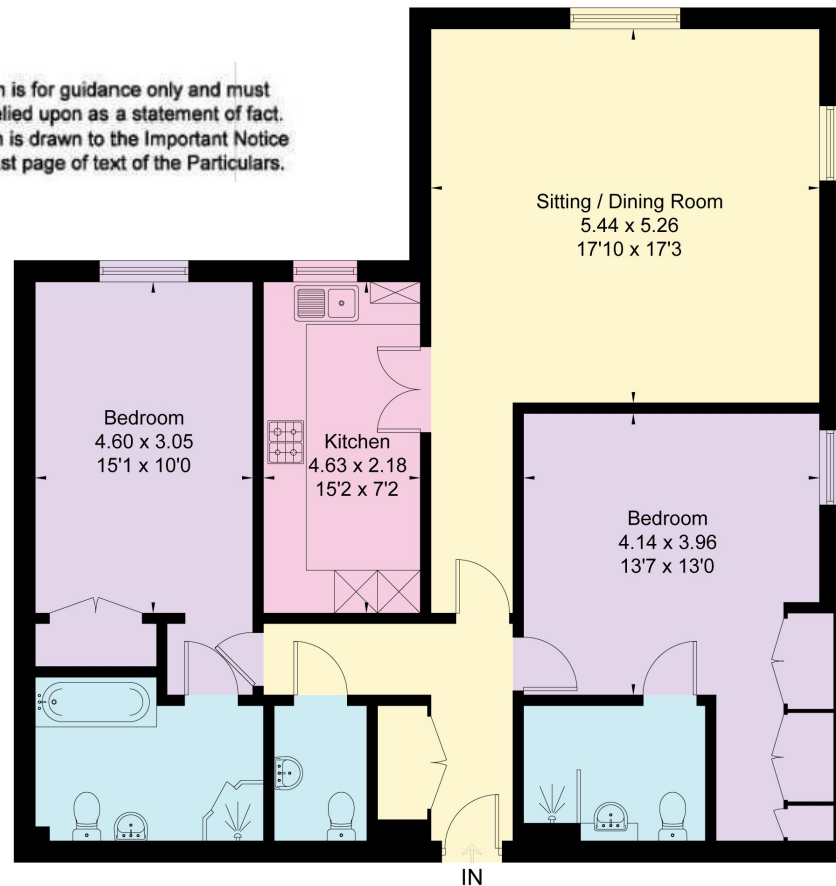 n is for guidance only and must
elied upon as a statement of fact.
n is drawn to the Important Notice
st page of text of the Particulars.
Sitting / Dining Room
5.44 x 5.26
17'10 x 17'3
Bedroom
4.60 x 3.05
15'1 x 10'0
Kitchen
4.63 x 2.18
15'2 x 7'2
Bedroom
4.14 x 3.96
13'7 x 13'0
IN